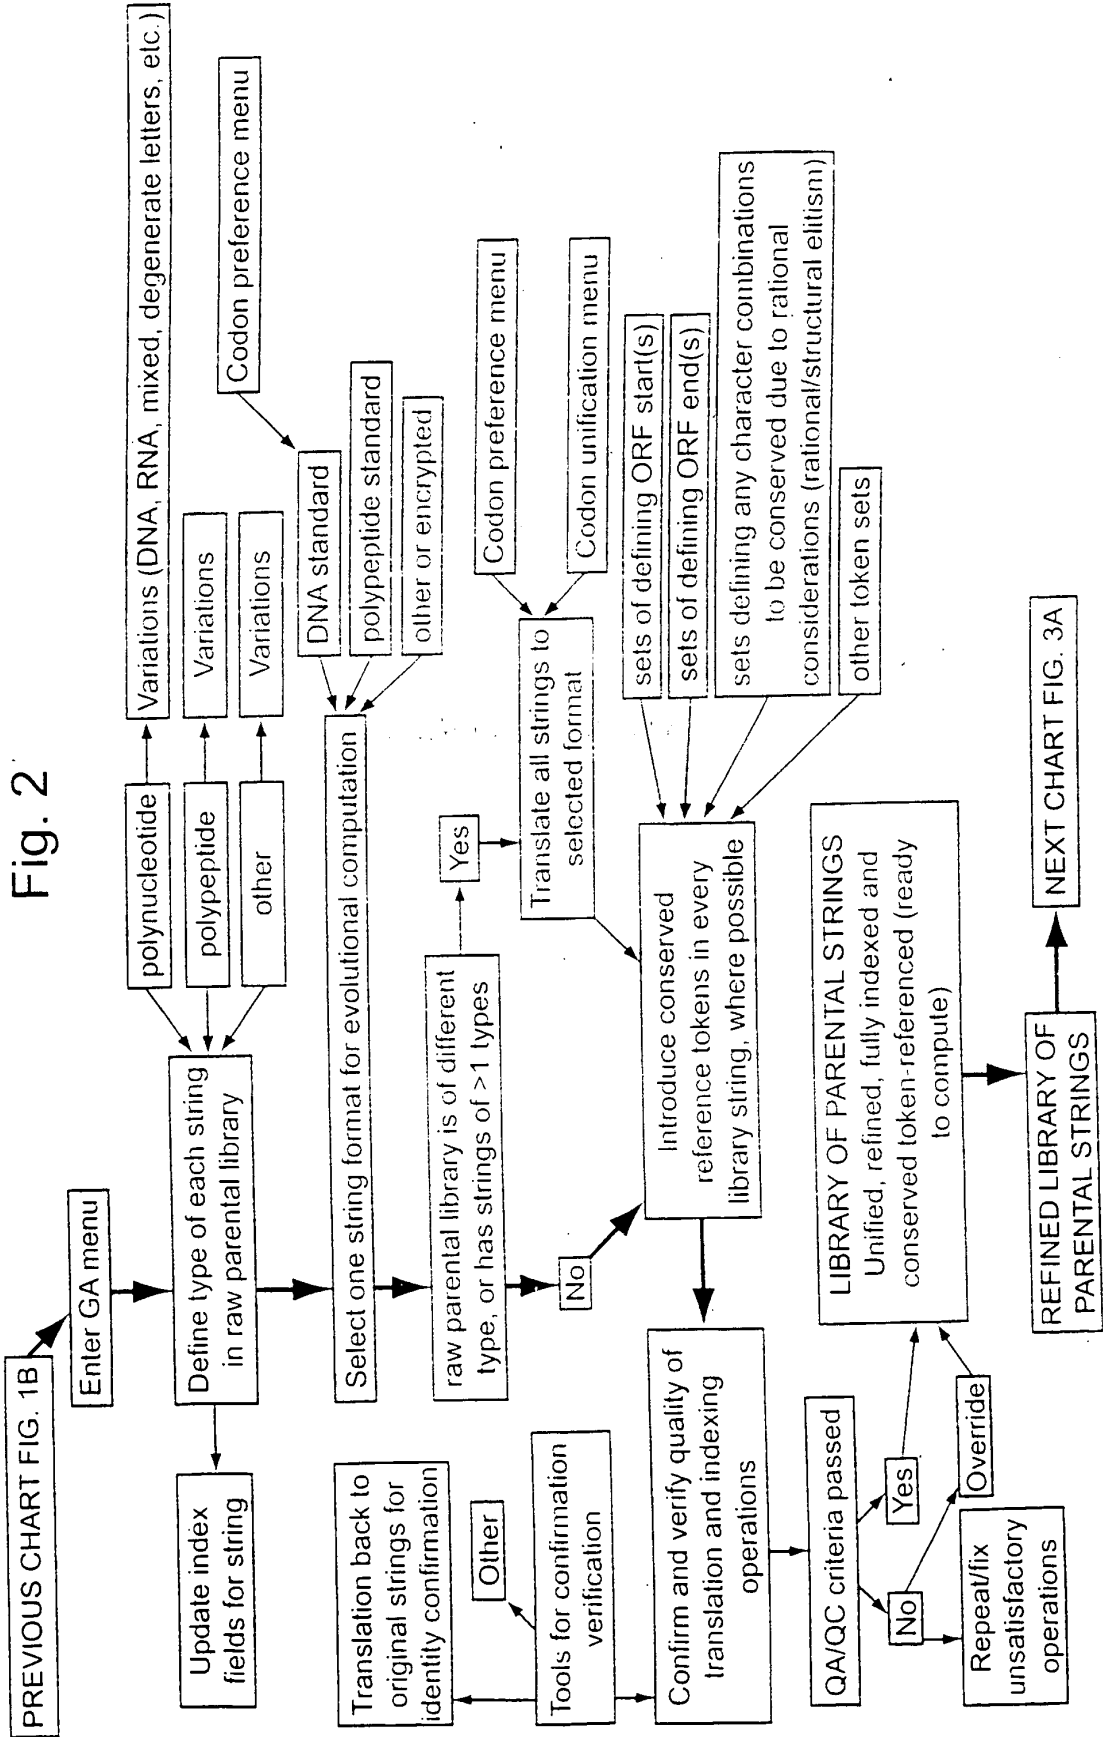 Fig. 2
PREVIOUS CHART FIG. 1B
Enter GA menu
Define type of each string
in raw parental library
Update index
fields for string
polynucleotide
polypeptide
other
Variations (DNA, RNA, mixed, degenerate letters, etc.)
Variations
Variations
Codon preference menu
Select one string format for evolutional computation
DNA standard
polypeptide standard
other or encrypted
raw parental library is of different
type, or has strings of >1 types
Yes
No
Translate all strings to
selected format
Codon preference menu
Codon unification menu
Introduce conserved
reference tokens in every
library string, where possible
sets of defining ORF start(s)
sets of defining ORF end(s)
sets defining any character combinations
to be conserved due to rational
considerations (rational/structural elitism)
other token sets
Translation back to
original strings for
identity confirmation
Other
Tools for confirmation
verification
Confirm and verify quality of
translation and indexing
operations
QA/QC criteria passed
Yes
No
Override
Repeat/fix
unsatisfactory
operations
LIBRARY OF PARENTAL STRINGS
Unified, refined, fully indexed and
conserved token-referenced (ready
to compute)
REFINED LIBRARY OF
PARENTAL STRINGS
NEXT CHART FIG. 3A